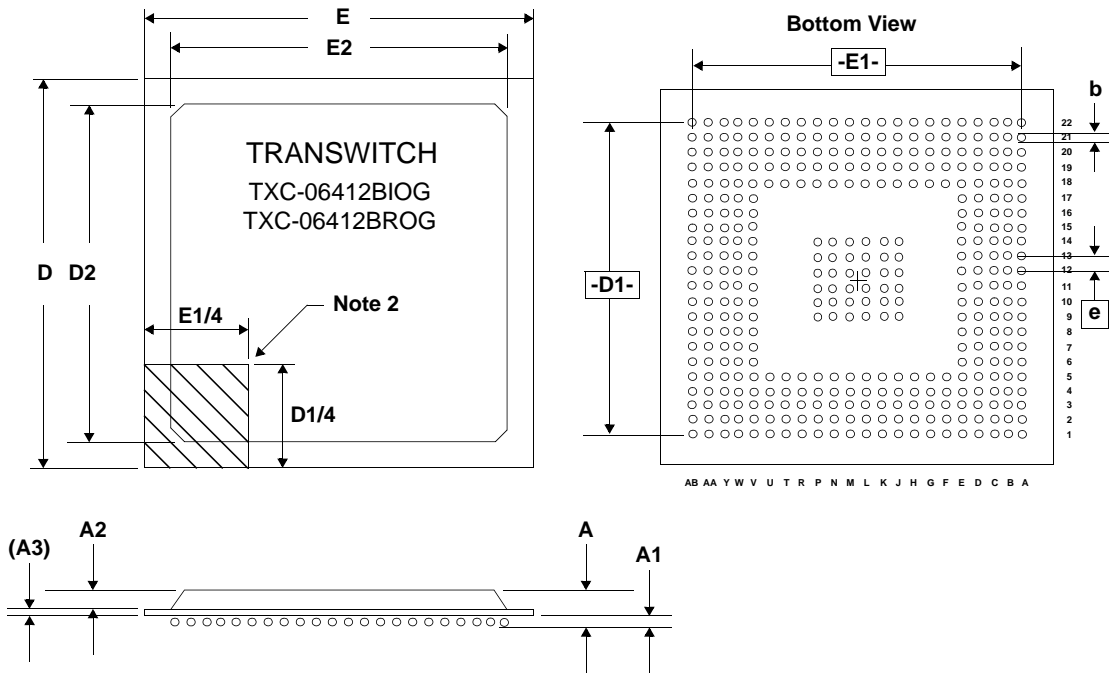 E
E2
Bottom View
-E1-
b
TRANSWITCH
TXC-06412BIOG
TXC-06412BROG
D
D2
-D1-
e
Note 2
E1/4
D1/4
22
21
20
19
18
17
16
15
14
13
12
11
10
9
8
7
6
5
4
3
2
1
AB AA Y W V U T R P N M L K J H G F E D C B A
(A3)
A2
A
A1